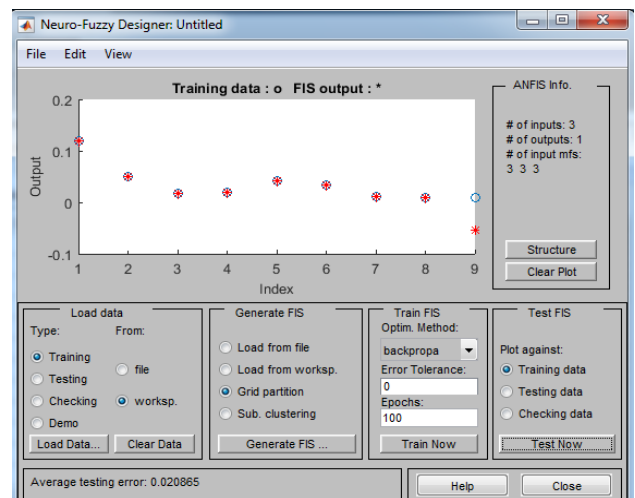 Neuro-Fuzzy Designer: Untitled
File Edit View
Training data : o FIS output : *
0.2
0.1
0
-0.1
Output
1 2 3 4 5 6 7 8 9
Index
ANFIS Info.
# of inputs: 3
# of outputs: 1
# of input mfs:
3 3 3
Structure
Clear Plot
Load data
Type: From:
Training
Testing
Checking
Demo
file
worksp.
Load Data... Clear Data
Generate FIS
Load from file
Load from worksp.
Grid partition
Sub. clustering
Generate FIS ...
Train FIS
Optim. Method:
backpropa
Error Tolerance:
0
Epochs:
100
Train Now
Test FIS
Plot against:
Training data
Testing data
Checking data
Test Now
Average testing error: 0.020865
Help Close